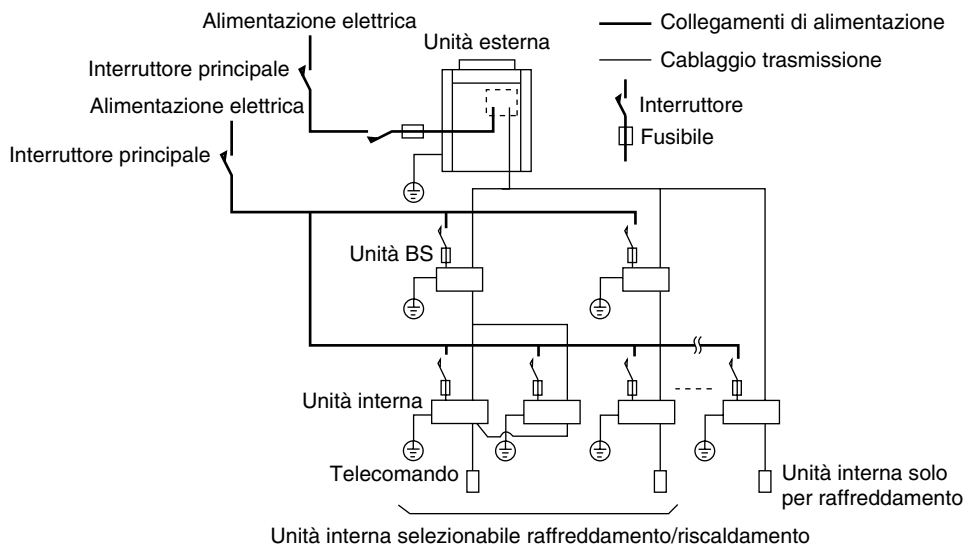 Alimentazione elettrica
Unità esterna
Collegamenti di alimentazione
Interruttore principale
Cablaggio trasmissione
Alimentazione elettrica
Interruttore
Interruttore principale
Fusibile
Unità BS
Unità interna
Telecomando
Unità interna solo
per raffreddamento
Unità interna selezionabile raffreddamento/riscaldamento